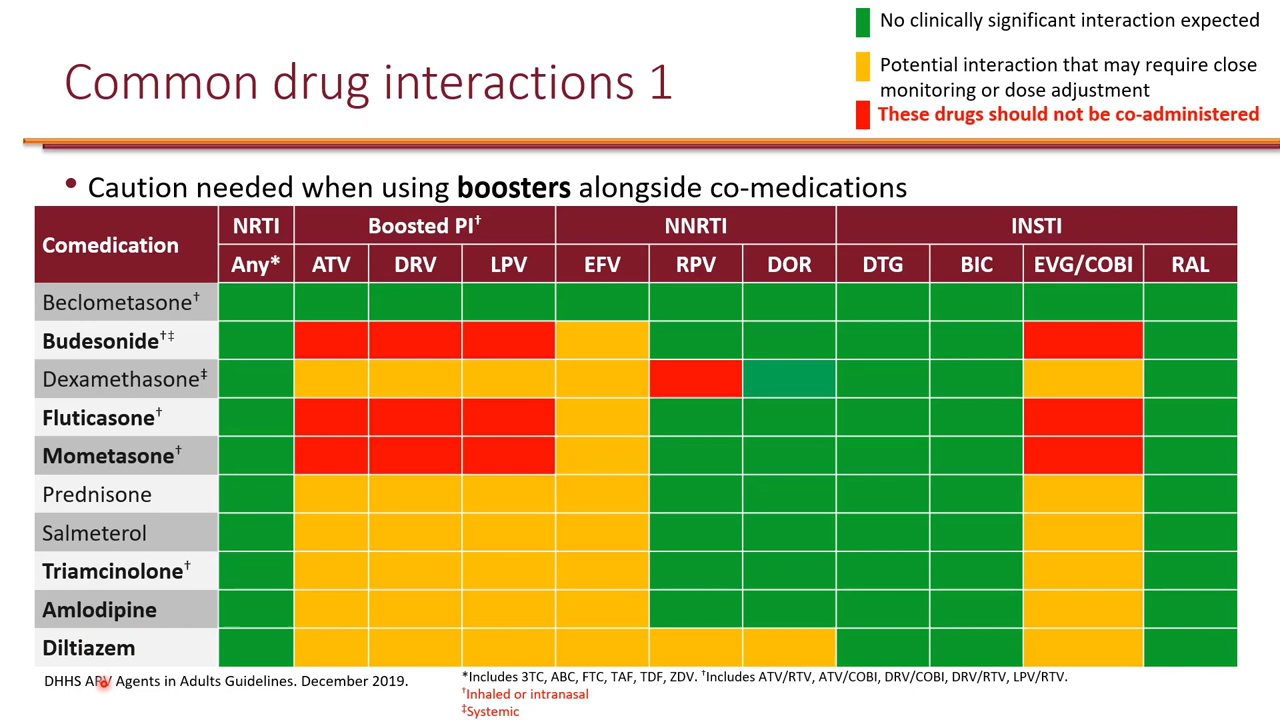 No clinically significant interaction expected
Potential interaction that may require close
monitoring or dose adjustment
These drugs should not be co-administered
Common drug interactions 1
• Caution needed when using boosters alongside co-medications
Comedication NRTI Boosted PI† NNRTI INSTI
Any* ATV DRV LPV EFV RPV DOR DTG BIC EVG/COBI RAL
Beclometasone†
Budesonide†‡
Dexamethasone‡
Fluticasone†
Mometasone†
Prednisone
Salmeterol
Triamcinolone†
Amlodipine
Diltiazem
DHHS ARV Agents in Adults Guidelines. December 2019.
*Includes 3TC, ABC, FTC, TAF, TDF, ZDV. †Includes ATV/RTV, ATV/COBI, DRV/COBI, DRV/RTV, LPV/RTV.
†Inhaled or intranasal
‡Systemic